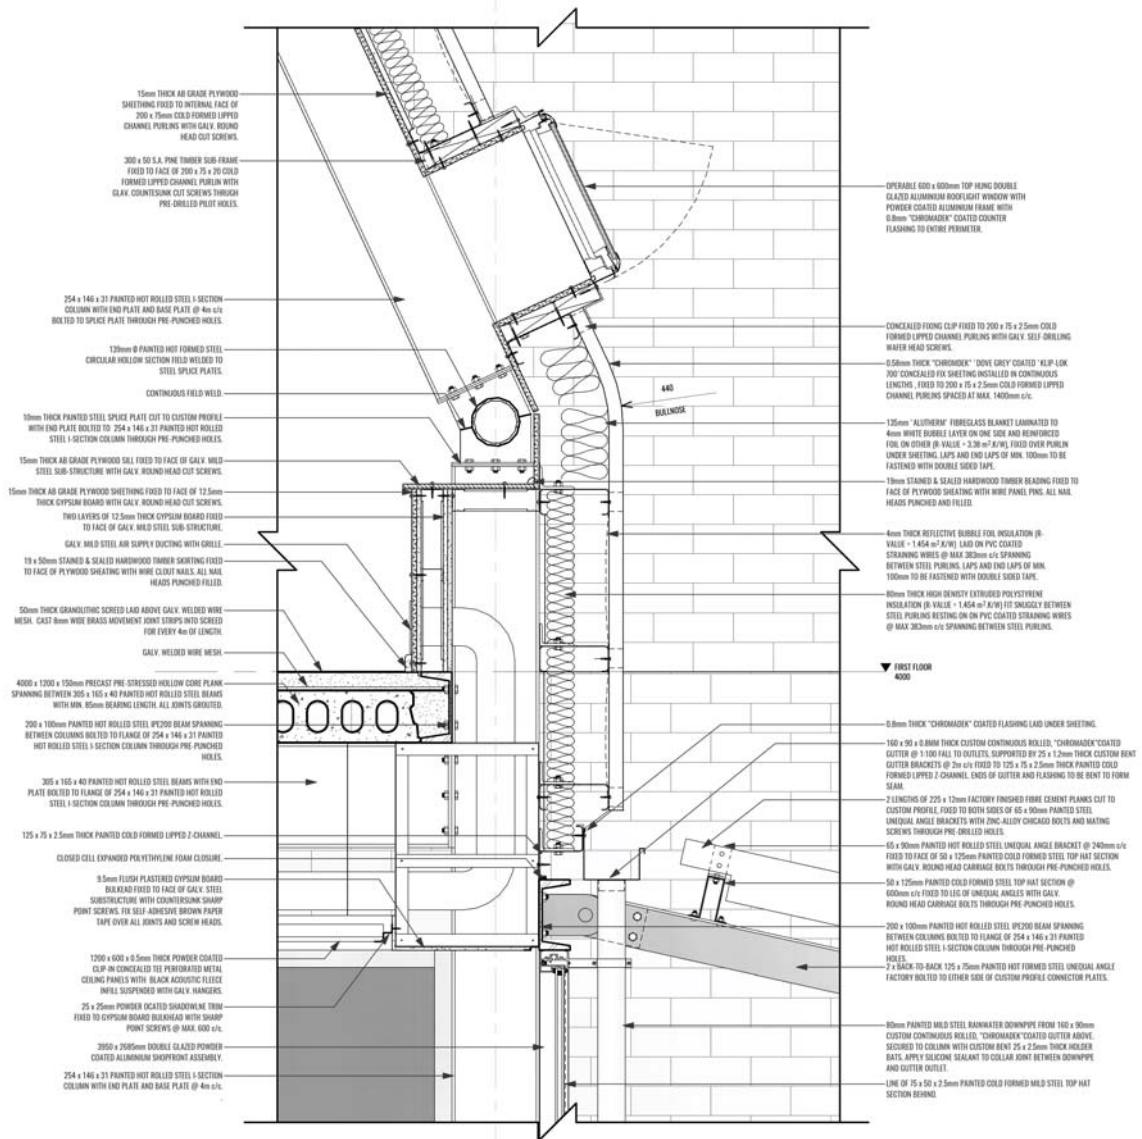 15mm THICK AB GRADE PLYWOOD
SHEETHING FIXED TO INTERNAL FACE OF
200 x 75mm COLD FORMED LIPPED
CHANNEL PURLINS WITH GALV. ROUND
HEAD CUT SCREWS.
300 x 50 S.A. PINE TIMBER SUB-FRAME
FIXED TO FACE OF 200 x 75 x 20 COLD
FORMED LIPPED CHANNEL PURLIN WITH
GLAV. COUNTESUNK CUT SCREWS THRUGH
PRE-DRILLED PILOT HOLES.
254 x 146 x 31 PAINTED HOT ROLLED STEEL I-SECTION
COLUMN WITH END PLATE AND BASE PLATE @ 4m c/c
BOLTED TO SPLICE PLATE THROUGH PRE-PUNCHED HOLES.
139mm Ø PAINTED HOT FORMED STEEL
CIRCULAR HOLLOW SECTION FIELD WELDED TO
STEEL SPLICE PLATES.
CONTINUOUS FIELD WELD.
10mm THICK PAINTED STEEL SPLICE PLATE CUT TO CUSTOM PROFILE
WITH END PLATE BOLTED TO 254 x 146 x 31 PAINTED HOT ROLLED
STEEL I-SECTION COLUMN THROUGH PRE-PUNCHED HOLES.
15mm THICK AB GRADE PLYWOOD SILL FIXED TO FACE OF GALV. MILD
STEEL SUB-STRUCTURE WITH GALV. ROUND HEAD CUT SCREWS.
15mm THICK AB GRADE PLYWOOD SHEETHING FIXED TO FACE OF 12.5mm
THICK GYPSUM BOARD WITH GALV. ROUND HEAD CUT SCREWS.
TWO LAYERS OF 12.5mm THICK GYPSUM BOARD FIXED
TO FACE OF GALV. MILD STEEL SUB-STRUCTURE.
GALV. MILD STEEL AIR SUPPLY DUCTING WITH GRILLE.
19 x 50mm STAINED & SEALED HARDWOOD TIMBER SKIRTING FIXED
TO FACE OF PLYWOOD SHEATING WITH WIRE CLOUT NAILS. ALL NAIL
HEADS PUNCHED FILLED.
50mm THICK GRANOLITHIC SCREED LAID ABOVE GALV. WELDED WIRE
MESH. CAST 8mm WIDE BRASS MOVEMENT JOINT STRIPS INTO SCREED
FOR EVERY 4m OF LENGTH.
GALV. WELDED WIRE MESH.
4000 x 1200 x 150mm PRECAST PRE-STRESSED HOLLOW CORE PLANK
SPANNING BETWEEN 305 x 165 x 40 PAINTED HOT ROLLED STEEL BEAMS
WITH MIN. 85mm BEARING LENGTH. ALL JOINTS GROUTED.
200 x 100mm PAINTED HOT ROLLED STEEL IPE200 BEAM SPANNING
BETWEEN COLUMNS BOLTED TO FLANGE OF 254 x 146 x 31 PAINTED
HOT ROLLED STEEL I-SECTION COLUMN THROUGH PRE-PUNCHED
HOLES.
305 x 165 x 40 PAINTED HOT ROLLED STEEL BEAMS WITH END
PLATE BOLTED TO FLANGE OF 254 x 146 x 31 PAINTED HOT ROLLED
STEEL I-SECTION COLUMN THROUGH PRE-PUNCHED HOLES.
125 x 75 x 2.5mm THICK PAINTED COLD FORMED LIPPED Z-CHANNEL.
CLOSED CELL EXPANDED POLYETHYLENE FOAM CLOSURE.
9.5mm FLUSH PLASTERED GYPSUM BOARD
BULKEAD FIXED TO FACE OF GALV. STEEL
SUBSTRUCTURE WITH COUNTERSUNK SHARP
POINT SCREWS. FIX SELF-ADHESIVE BROWN PAPER
TAPE OVER ALL JOINTS AND SCREW HEADS.
1200 x 600 x 0.5mm THICK POWDER COATED
CLIP-IN CONCEALED TEE PERFORATED METAL
CEILING PANELS WITH BLACK ACOUSTIC FLEECE
INFILL SUSPENDED WITH GALV. HANGERS.
25 x 25mm POWDER OCATED SHADOWLNE TRIM
FIXED TO GYPSUM BOARD BULKHEAD WITH SHARP
POINT SCREWS @ MAX. 600 c/c.
3950 x 2685mm DOUBLE GLAZED POWDER
COATED ALUMINIUM SHOPFRONT ASSEMBLY.
254 x 146 x 31 PAINTED HOT ROLLED STEEL I-SECTION
COLUMN WITH END PLATE AND BASE PLATE @ 4m c/c.
440
BULLNOSE
OPERABLE 600 x 600mm TOP HUNG DOUBLE
GLAZED ALUMINIUM ROOFLIGHT WINDOW WITH
POWDER COATED ALUMINIUM FRAME WITH
0.8mm "CHROMADEK" COATED COUNTER
FLASHING TO ENTIRE PERIMETER.
CONCEALED FIXING CLIP FIXED TO 200 x 75 x 2.5mm COLD
FORMED LIPPED CHANNEL PURLINS WITH GALV. SELF-DRILLING
WAFER HEAD SCREWS.
0.58mm THICK "CHROMDEK" 'DOVE GREY' COATED 'KLIP-LOK
700' CONCEALED FIX SHEETING INSTALLED IN CONTINUOUS
LENGTHS , FIXED TO 200 x 75 x 2.5mm COLD FORMED LIPPED
CHANNEL PURLINS SPACED AT MAX. 1400mm c/c.
135mm ' ALUTHERM' FIBREGLASS BLANKET LAMINATED TO
4mm WHITE BUBBLE LAYER ON ONE SIDE AND REINFORCED
FOIL ON OTHER (R-VALUE = 3.38 m².K/W), FIXED OVER PURLIN
UNDER SHEETING. LAPS AND END LAPS OF MIN. 100mm TO BE
FASTENED WITH DOUBLE SIDED TAPE.
19mm STAINED & SEALED HARDWOOD TIMBER BEADING FIXED TO
FACE OF PLYWOOD SHEATING WITH WIRE PANEL PINS. ALL NAIL
HEADS PUNCHED AND FILLED.
4mm THICK REFLECTIVE BUBBLE FOIL INSULATION (R-
VALUE = 1.454 m².K/W) LAID ON PVC COATED
STRAINING WIRES @ MAX 383mm c/c SPANNING
BETWEEN STEEL PURLINS. LAPS AND END LAPS OF MIN.
100mm TO BE FASTENED WITH DOUBLE SIDED TAPE.
80mm THICK HIGH DENISTY EXTRUDED POLYSTYRENE
INSULATION (R-VALUE = 1.454 m².K/W) FIT SNUGGLY BETWEEN
STEEL PURLINS RESTING ON ON PVC COATED STRAINING WIRES
@ MAX 383mm c/c SPANNING BETWEEN STEEL PURLINS.
FIRST FLOOR
4000
0.8mm THICK "CHROMADEK" COATED FLASHING LAID UNDER SHEETING.
160 x 90 x 0.8MM THICK CUSTOM CONTINUOUS ROLLED, "CHROMADEK"COATED
GUTTER @ 1:100 FALL TO OUTLETS, SUPPORTED BY 25 x 1.2mm THICK CUSTOM BENT
GUTTER BRACKETS @ 2m c/c FIXED TO 125 x 75 x 2.5mm THICK PAINTED COLD
FORMED LIPPED Z-CHANNEL. ENDS OF GUTTER AND FLASHING TO BE BENT TO FORM
SEAM.
2 LENGTHS OF 225 x 12mm FACTORY FINISHED FIBRE CEMENT PLANKS CUT TO
CUSTOM PROFILE, FIXED TO BOTH SIDES OF 65 x 90mm PAINTED STEEL
UNEQUAL ANGLE BRACKETS WITH ZINC-ALLOY CHICAGO BOLTS AND MATING
SCREWS THROUGH PRE-DRILLED HOLES.
65 x 90mm PAINTED HOT ROLLED STEEL UNEQUAL ANGLE BRACKET @ 240mm c/c
FIXED TO FACE OF 50 x 125mm PAINTED COLD FORMED STEEL TOP HAT SECTION
WITH GALV. ROUND HEAD CARRIAGE BOLTS THROUGH PRE-PUNCHED HOLES.
50 x 125mm PAINTED COLD FORMED STEEL TOP HAT SECTION @
600mm c/c FIXED TO LEG OF UNEQUAL ANGLES WITH GALV.
ROUND HEAD CARRIAGE BOLTS THROUGH PRE-PUNCHED HOLES.
200 x 100mm PAINTED HOT ROLLED STEEL IPE200 BEAM SPANNING
BETWEEN COLUMNS BOLTED TO FLANGE OF 254 x 146 x 31 PAINTED
HOT ROLLED STEEL I-SECTION COLUMN THROUGH PRE-PUNCHED
HOLES.
2 x BACK-TO-BACK 125 x 75mm PAINTED HOT FORMED STEEL UNEQUAL ANGLE
FACTORY BOLTED TO EITHER SIDE OF CUSTOM PROFILE CONNECTOR PLATES.
80mm PAINTED MILD STEEL RAINWATER DOWNPIPE FROM 160 x 90mm
CUSTOM CONTINUOUS ROLLED, "CHROMADEK"COATED GUTTER ABOVE.
SECURED TO COLUMN WITH CUSTOM BENT 25 x 2.5mm THICK HOLDER
BATS. APPLY SILICONE SEALANT TO COLLAR JOINT BETWEEN DOWNPIPE
AND GUTTER OUTLET.
LINE OF 75 x 50 x 2.5mm PAINTED COLD FORMED MILD STEEL TOP HAT
SECTION BEHIND.